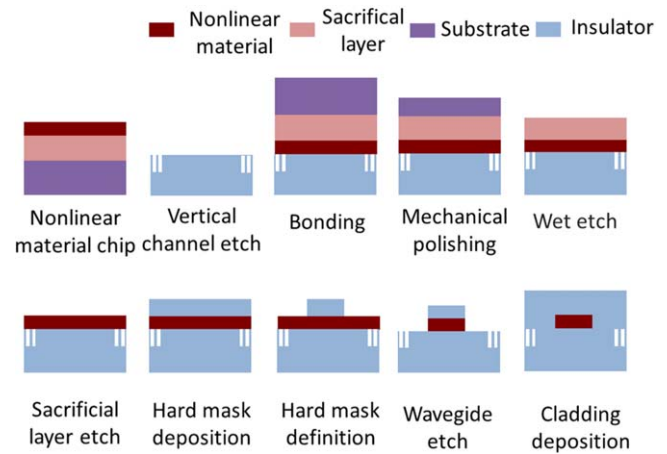 Nonlinear material
Sacrifical layer
Substrate
Insulator
Nonlinear
material chip
Vertical
channel etch
Bonding
Mechanical
polishing
Wet etch
Sacrificial
layer etch
Hard mask
deposition
Hard mask
definition
Wavegide
etch
Cladding
deposition